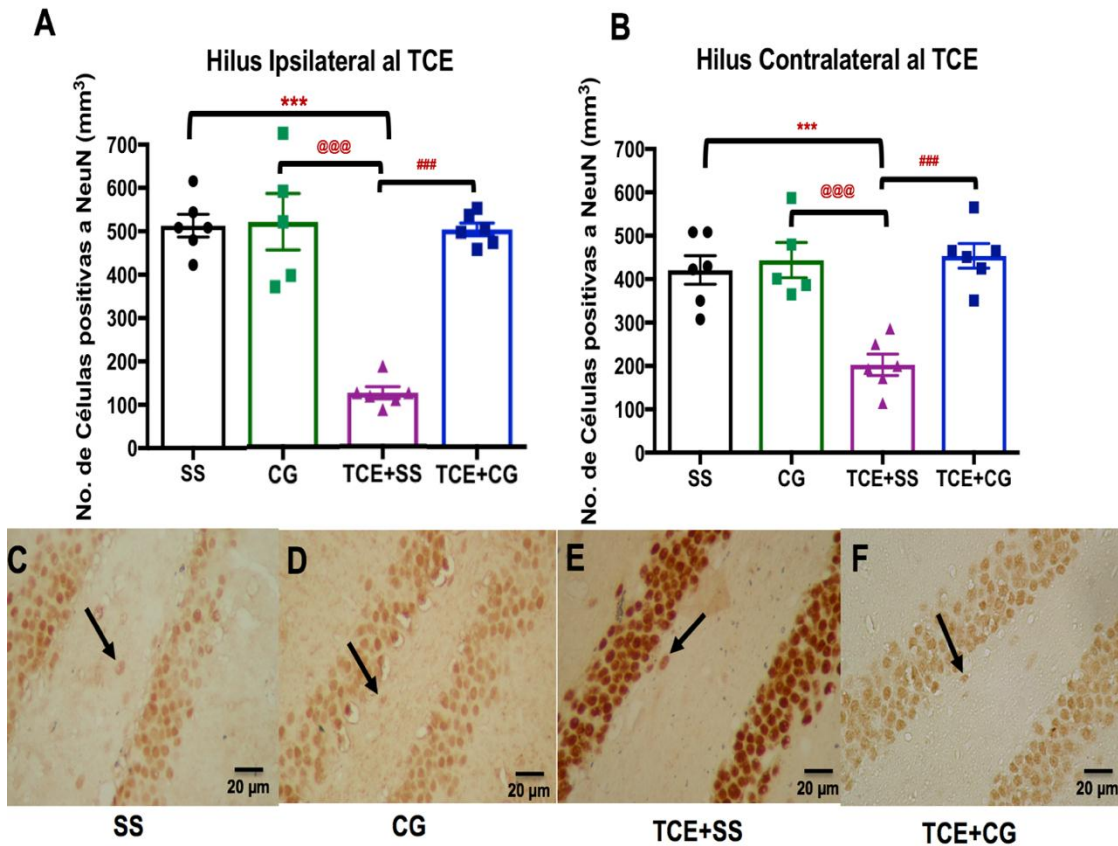 A
Hilus Ipsilateral al TCE
No. de Células positivas a NeuN (mm³)
***
@@@
###
700
600
500
400
300
200
100
0
SS
CG
TCE+SS
TCE+CG
B
Hilus Contralateral al TCE
No. de Células positivas a NeuN (mm³)
***
@@@
###
700
600
500
400
300
200
100
0
SS
CG
TCE+SS
TCE+CG
C
20 µm
SS
D
20 µm
CG
E
20 µm
TCE+SS
F
20 µm
TCE+CG